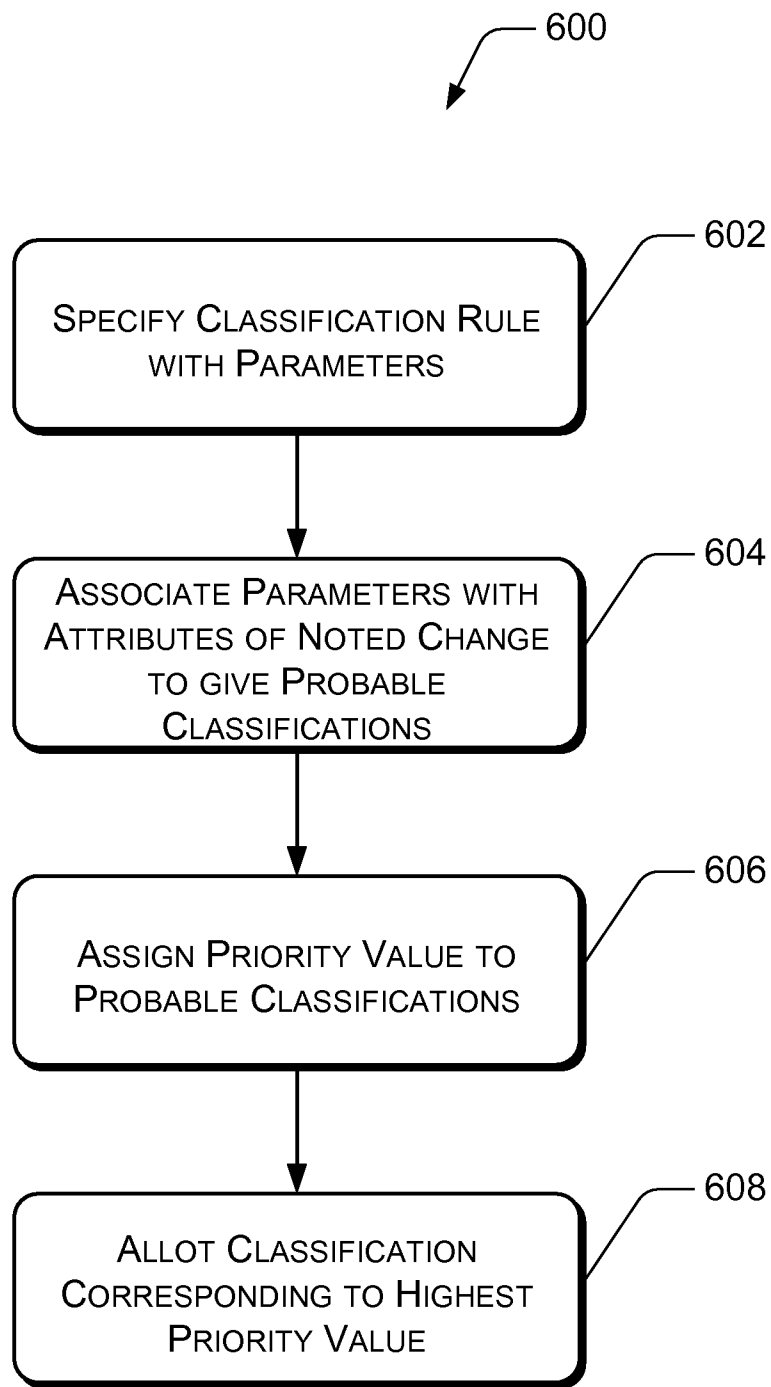 600
602
SPECIFY CLASSIFICATION RULE
WITH PARAMETERS
604
ASSOCIATE PARAMETERS WITH
ATTRIBUTES OF NOTED CHANGE
TO GIVE PROBABLE
CLASSIFICATIONS
606
ASSIGN PRIORITY VALUE TO
PROBABLE CLASSIFICATIONS
608
ALLOT CLASSIFICATION
CORRESPONDING TO HIGHEST
PRIORITY VALUE